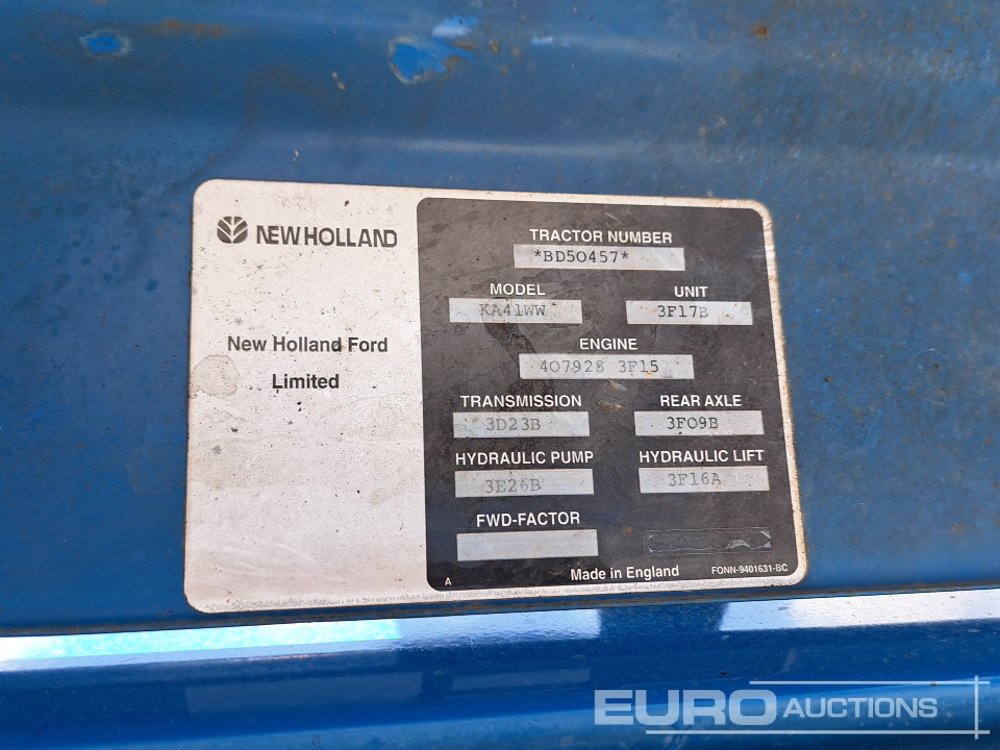 NEW HOLLAND
New Holland Ford
Limited
TRACTOR NUMBER
*BD50457*
MODEL UNIT
KA41WW 3F17B
ENGINE
407928 3F15
TRANSMISSION REAR AXLE
3D23B 3F09B
HYDRAULIC PUMP HYDRAULIC LIFT
3E26B 3F16A
FWD-FACTOR
A Made in England FONN-9401631-BC
EURO AUCTIONS